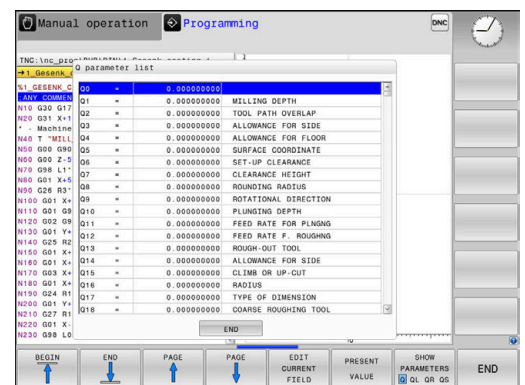 Manual operation
Programming
DNC
TNC:\nc_pro
Q parameter list
→1_Gesenk_
%1_GESENK_C
ANY COMMEN
N10 G30 G17
N20 G31 X+1
* - Machine
N40 T "MILL
N50 G00 G90
N60 G00 Z-5
N70 G98 L1*
N80 G01 X+5
N90 G26 R3*
N100 G01 X+
N110 G01 G9
N120 G02 G9
N130 G01 Y+
N140 G25 R2
N150 G01 X+
N160 G01 X+
N170 G03 X+
N180 G01 X+
N190 G24 R1
N200 G01 Y+
N210 G27 R1
N220 G01 X-
N230 G98 L0
Q0 = 0.000000000
Q1 = 0.000000000 MILLING DEPTH
Q2 = 0.000000000 TOOL PATH OVERLAP
Q3 = 0.000000000 ALLOWANCE FOR SIDE
Q4 = 0.000000000 ALLOWANCE FOR FLOOR
Q5 = 0.000000000 SURFACE COORDINATE
Q6 = 0.000000000 SET-UP CLEARANCE
Q7 = 0.000000000 CLEARANCE HEIGHT
Q8 = 0.000000000 ROUNDING RADIUS
Q9 = 0.000000000 ROTATIONAL DIRECTION
Q10 = 0.000000000 PLUNGING DEPTH
Q11 = 0.000000000 FEED RATE FOR PLNGNG
Q12 = 0.000000000 FEED RATE F. ROUGHNG
Q13 = 0.000000000 ROUGH-OUT TOOL
Q14 = 0.000000000 ALLOWANCE FOR SIDE
Q15 = 0.000000000 CLIMB OR UP-CUT
Q16 = 0.000000000 RADIUS
Q17 = 0.000000000 TYPE OF DIMENSION
Q18 = 0.000000000 COARSE ROUGHING TOOL
END
BEGIN
END
PAGE
PAGE
EDIT
CURRENT
FIELD
PRESENT
VALUE
SHOW
PARAMETERS
Q QL QR QS
END